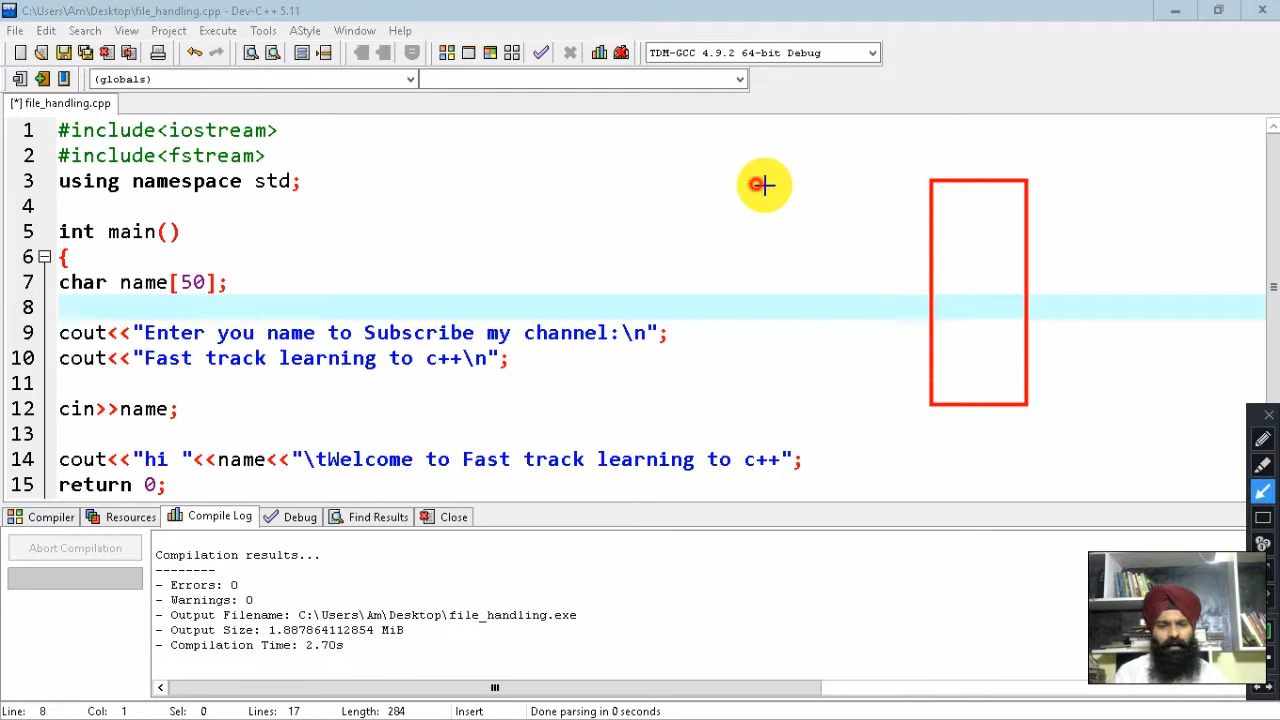 C:\Users\Am\Desktop\file_handling.cpp - Dev-C++ 5.11
File Edit Search View Project Execute Tools AStyle Window Help
TDM-GCC 4.9.2 64-bit Debug
(globals)
[*] file_handling.cpp
1 #include<iostream>
2 #include<fstream>
3 using namespace std;
4
5 int main()
6 {
7 char name[50];
8
9 cout<<"Enter you name to Subscribe my channel:\n";
10 cout<<"Fast track learning to c++\n";
11
12 cin>>name;
13
14 cout<<"hi "<<name<<"\tWelcome to Fast track learning to c++";
15 return 0;
Compiler Resources Compile Log Debug Find Results Close
Abort Compilation
Compilation results...
--------
- Errors: 0
- Warnings: 0
- Output Filename: C:\Users\Am\Desktop\file_handling.exe
- Output Size: 1.887864112854 MiB
- Compilation Time: 2.70s
Line: 8 Col: 1 Sel: 0 Lines: 17 Length: 284 Insert Done parsing in 0 seconds